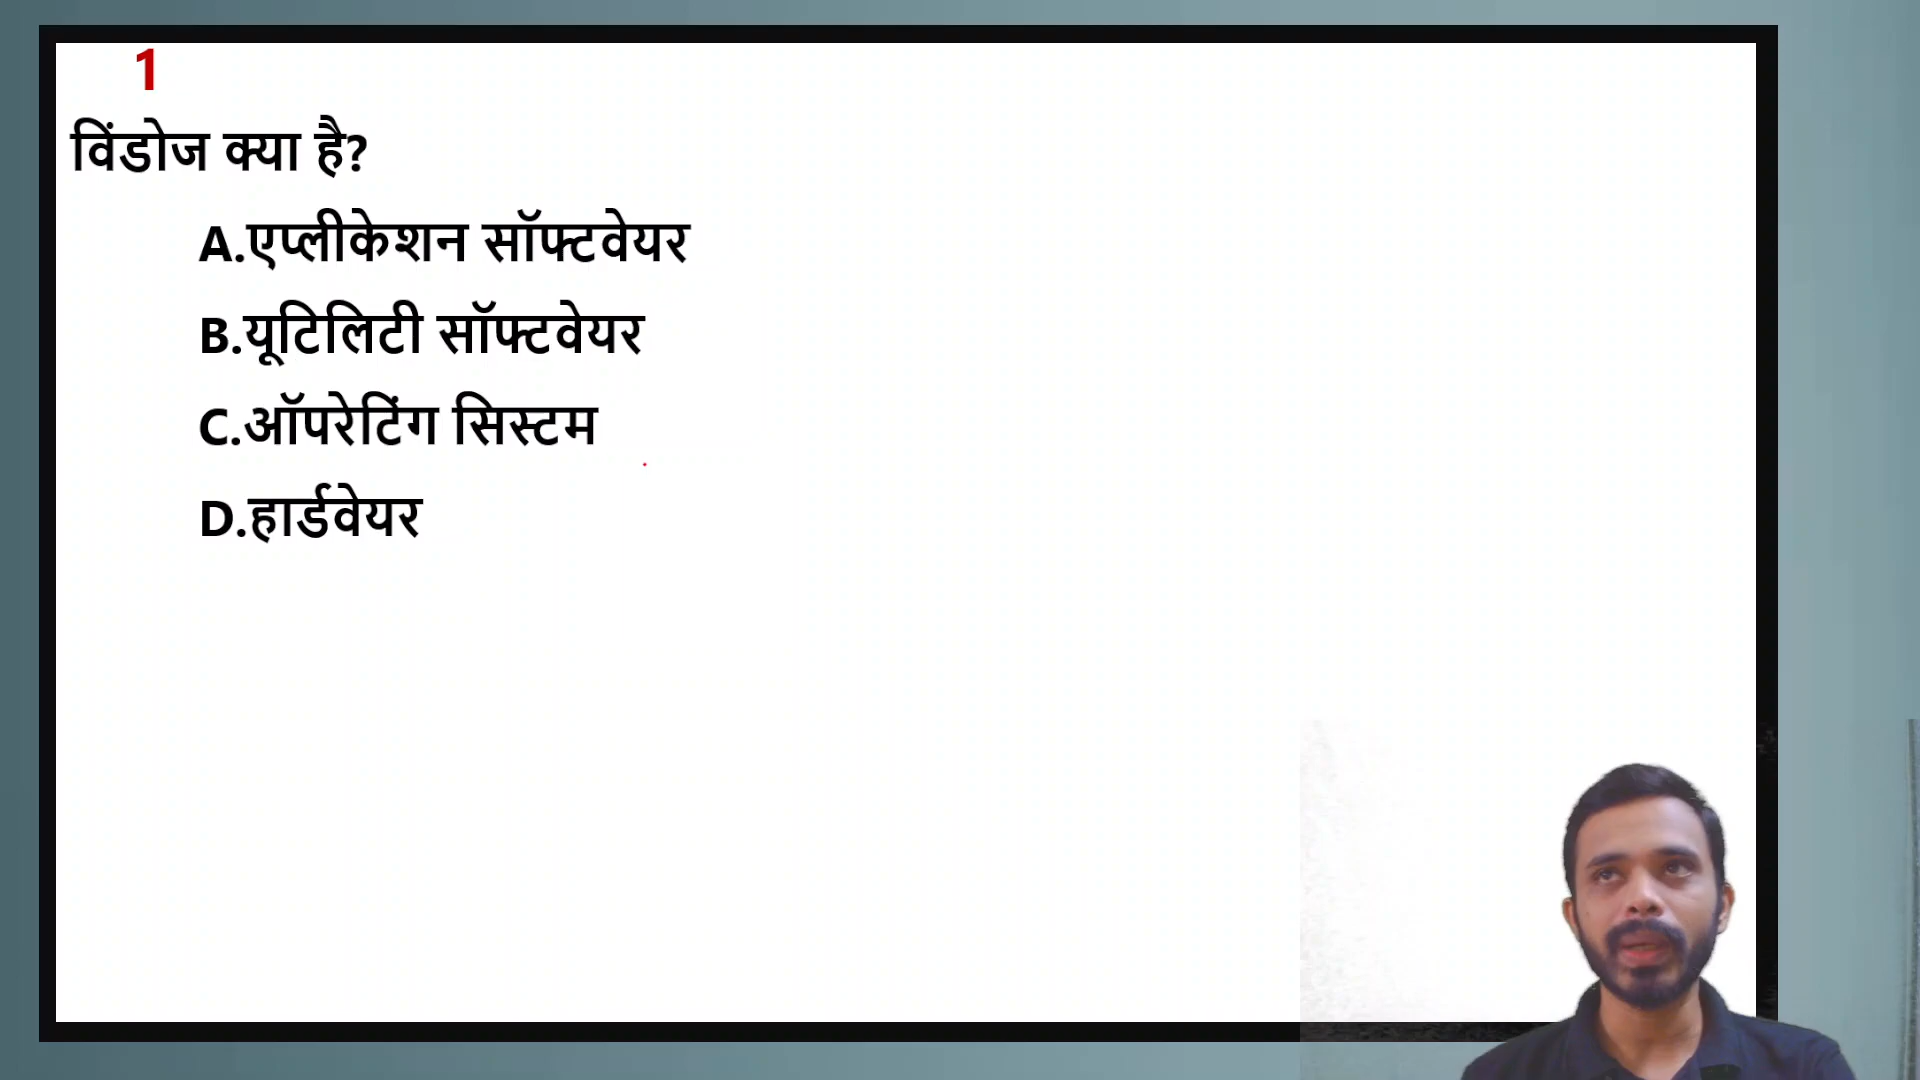 1
विंडोज क्या है?
A.एप्लीकेशन सॉफ्टवेयर
B.यूटिलिटी सॉफ्टवेयर
C.ऑपरेटिंग सिस्टम
D.हार्डवेयर